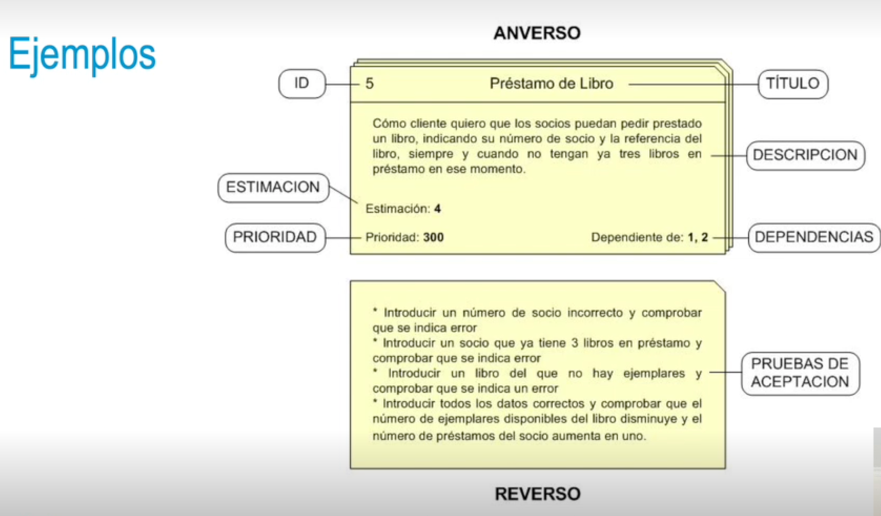 Ejemplos
ANVERSO
ID
5
Préstamo de Libro
TÍTULO
Cómo cliente quiero que los socios puedan pedir prestado
un libro, indicando su número de socio y la referencia del
libro, siempre y cuando no tengan ya tres libros en
préstamo en ese momento.
DESCRIPCION
ESTIMACION
Estimación: 4
PRIORIDAD
Prioridad: 300
Dependiente de: 1, 2
DEPENDENCIAS
* Introducir un número de socio incorrecto y comprobar
que se indica error
* Introducir un socio que ya tiene 3 libros en préstamo y
comprobar que se indica error
* Introducir un libro del que no hay ejemplares y
comprobar que se indica un error
* Introducir todos los datos correctos y comprobar que el
número de ejemplares disponibles del libro disminuye y el
número de préstamos del socio aumenta en uno.
PRUEBAS DE
ACEPTACION
REVERSO